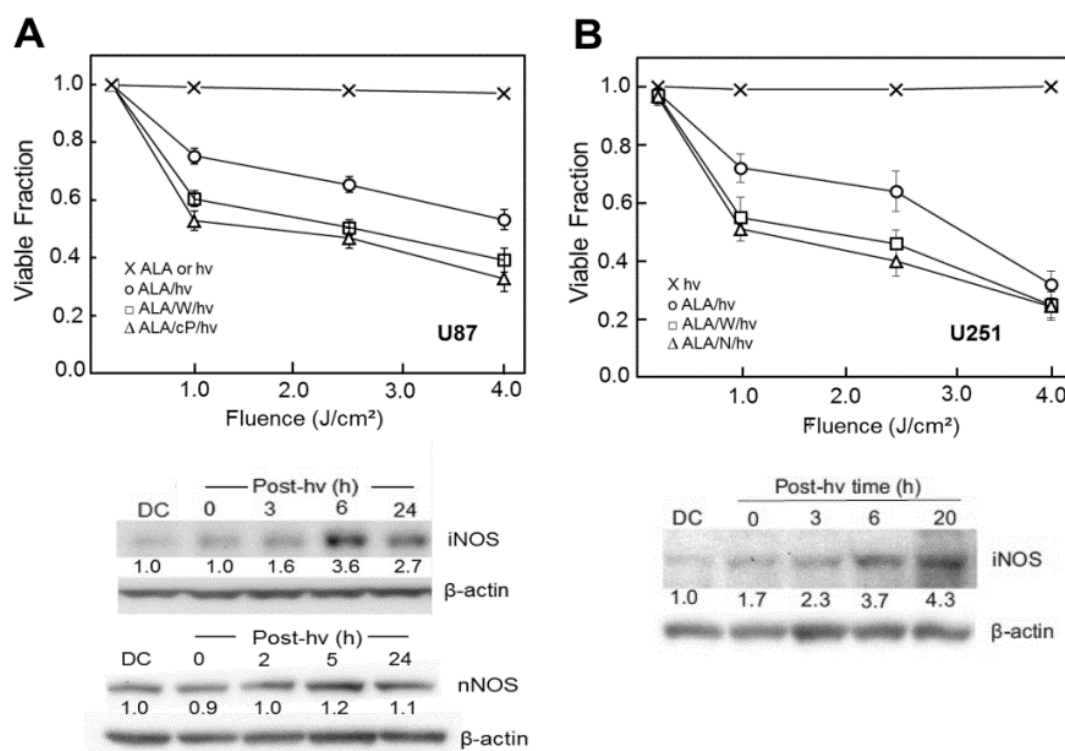 A
1.0
0.8
0.6
0.4
0.2
0.0
Viable Fraction
X ALA or hv
○ ALA/hv
□ ALA/W/hv
△ ALA/cP/hv
U87
1.0 2.0 3.0 4.0
Fluence (J/cm²)
Post-hv (h)
DC 0 3 6 24
iNOS
1.0 1.0 1.6 3.6 2.7
β-actin
Post-hv (h)
DC 0 2 5 24
nNOS
1.0 0.9 1.0 1.2 1.1
β-actin
B
1.0
0.8
0.6
0.4
0.2
0.0
Viable Fraction
X hv
○ ALA/hv
□ ALA/W/hv
△ ALA/N/hv
U251
1.0 2.0 3.0 4.0
Fluence (J/cm²)
Post-hv time (h)
DC 0 3 6 20
iNOS
1.0 1.7 2.3 3.7 4.3
β-actin